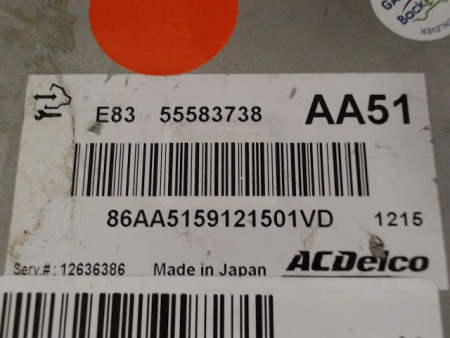 E83 55583738 AA51
86AA5159121501VD 1215
Serv.#: 12636386 Made in Japan ACDelco